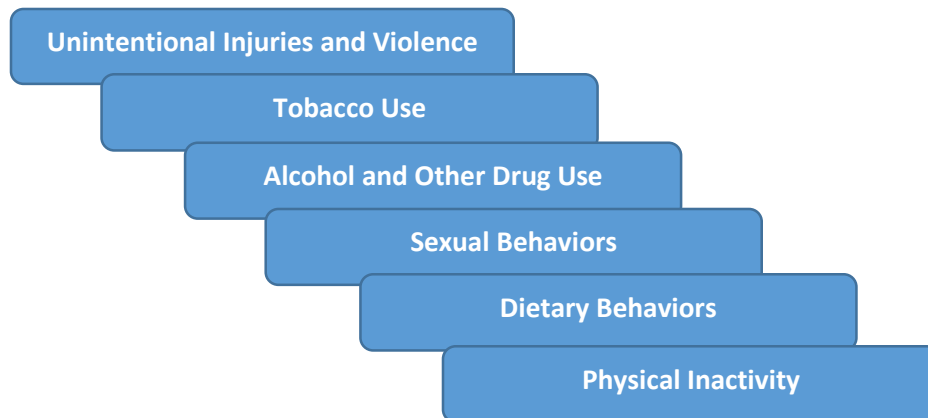 Unintentional Injuries and Violence
Tobacco Use
Alcohol and Other Drug Use
Sexual Behaviors
Dietary Behaviors
Physical Inactivity